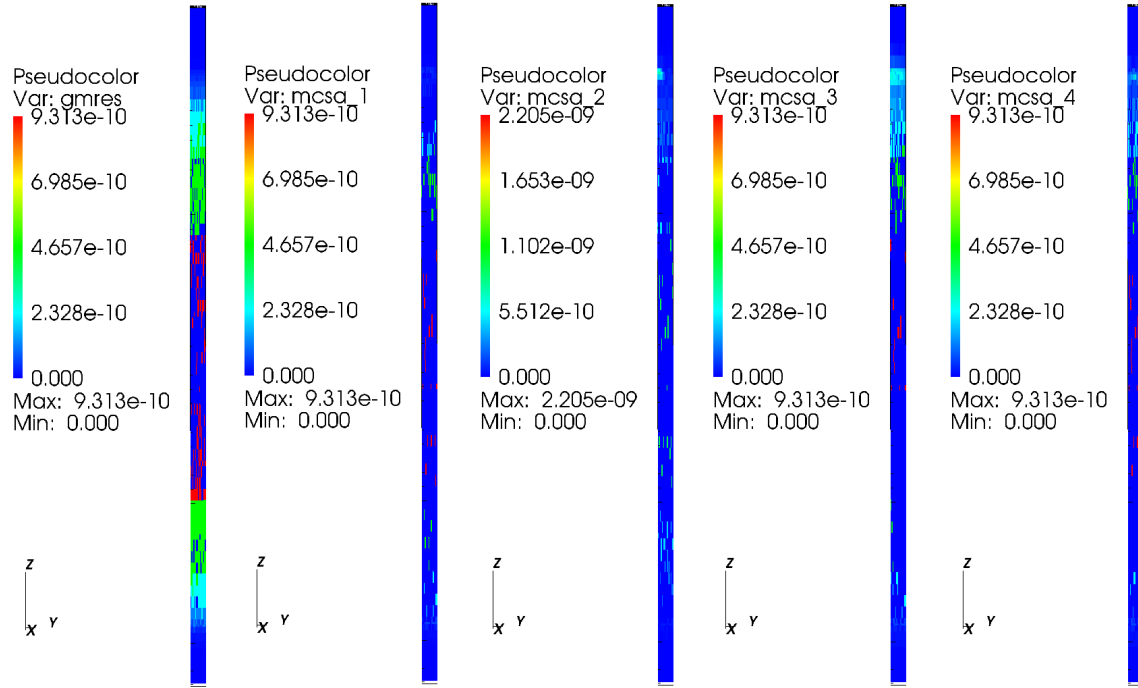 Pseudocolor
Var: gmres
9.313e-10
6.985e-10
4.657e-10
2.328e-10
0.000
Max: 9.313e-10
Min: 0.000
Z
X Y
Pseudocolor
Var: mcsa_1
9.313e-10
6.985e-10
4.657e-10
2.328e-10
0.000
Max: 9.313e-10
Min: 0.000
Z
X Y
Pseudocolor
Var: mcsa_2
2.205e-09
1.653e-09
1.102e-09
5.512e-10
0.000
Max: 2.205e-09
Min: 0.000
Z
X Y
Pseudocolor
Var: mcsa_3
9.313e-10
6.985e-10
4.657e-10
2.328e-10
0.000
Max: 9.313e-10
Min: 0.000
Z
X Y
Pseudocolor
Var: mcsa_4
9.313e-10
6.985e-10
4.657e-10
2.328e-10
0.000
Max: 9.313e-10
Min: 0.000
Z
X Y